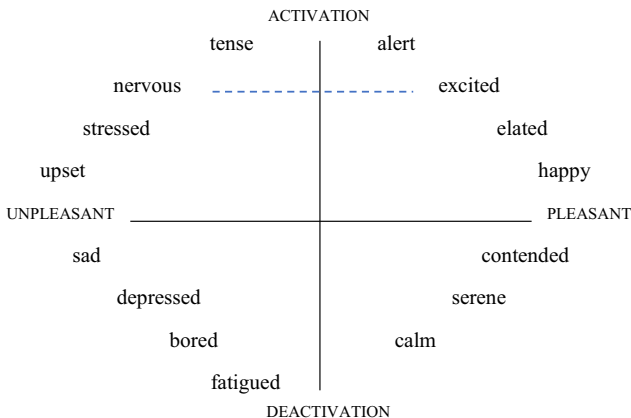 ACTIVATION
tense alert
nervous excited
stressed elated
upset happy
UNPLEASANT PLEASANT
sad contended
depressed serene
bored calm
fatigued
DEACTIVATION